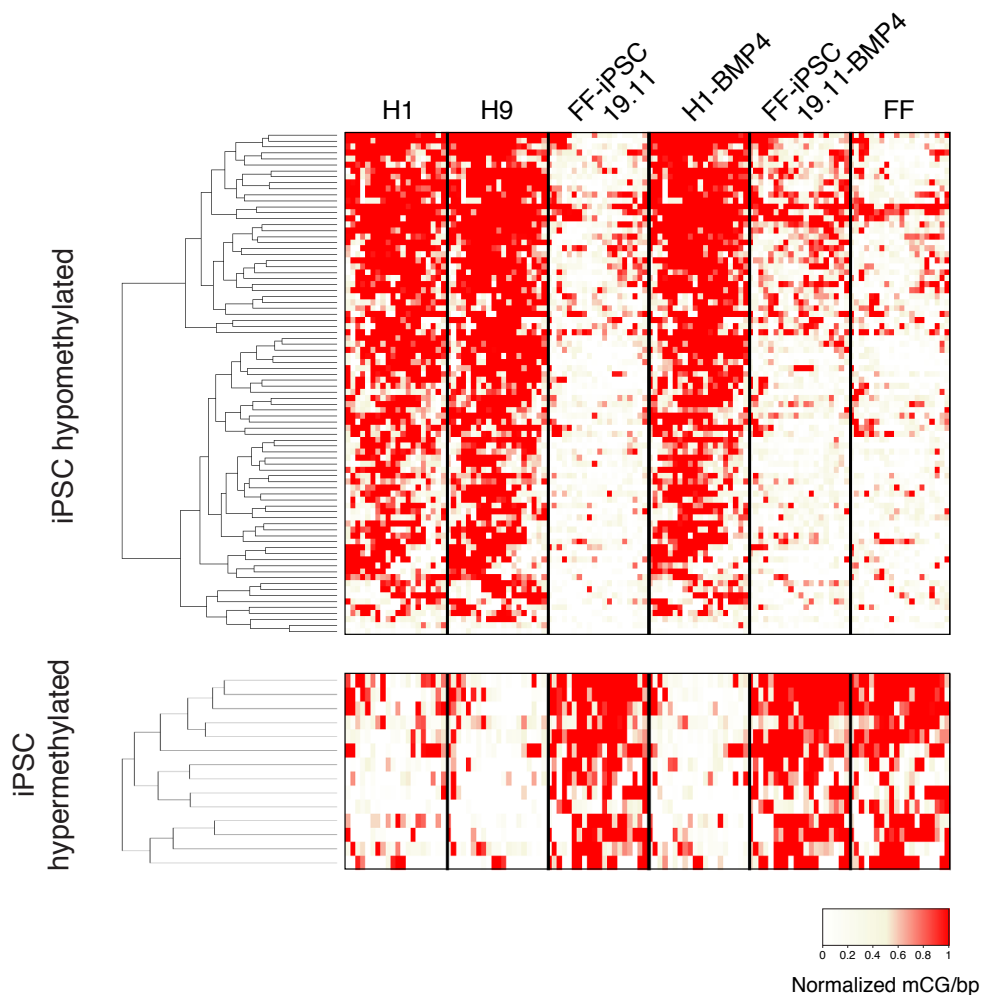 H1
H9
FF-iPSC
19.11
H1-BMP4
FF-iPSC
19.11-BMP4
FF
iPSC hypomethylated
iPSC
hypermethylated
0 0.2 0.4 0.6 0.8 1
Normalized mCG/bp